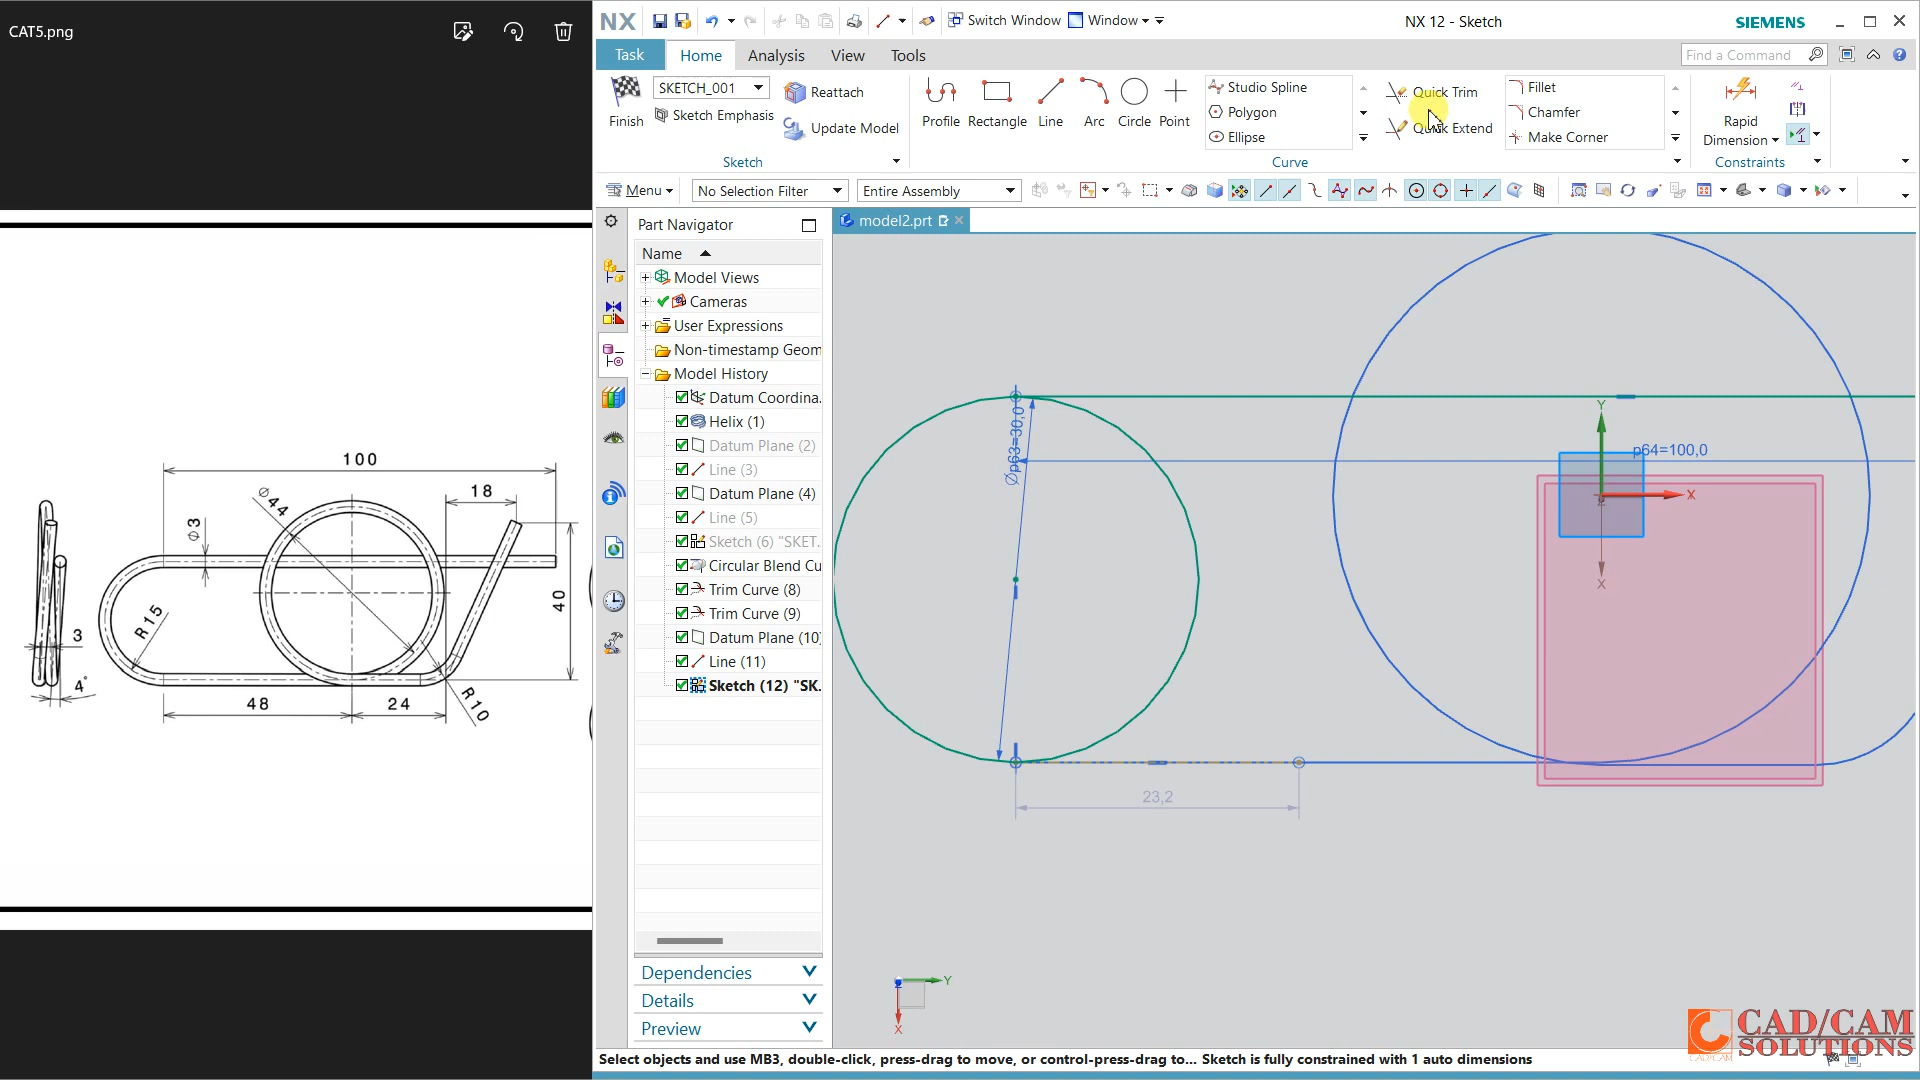 CAT5.png
100
18
Ø44
Ø3
R15
40
3
4°
48
24
R10
NX
Switch Window
Window
NX 12 - Sketch
SIEMENS
Task
Home
Analysis
View
Tools
Find a Command
Finish
SKETCH_001
Sketch Emphasis
Reattach
Update Model
Sketch
Profile
Rectangle
Line
Arc
Circle
Point
Studio Spline
Polygon
Ellipse
Quick Trim
Quick Extend
Curve
Fillet
Chamfer
Make Corner
Rapid
Dimension
Constraints
Menu
No Selection Filter
Entire Assembly
Part Navigator
model2.prt
Name
Model Views
Cameras
User Expressions
Non-timestamp Geom
Model History
Datum Coordina.
Helix (1)
Datum Plane (2)
Line (3)
Datum Plane (4)
Line (5)
Sketch (6) "SKET.
Circular Blend Cu
Trim Curve (8)
Trim Curve (9)
Datum Plane (10)
Line (11)
Sketch (12) "SK.
Dependencies
Details
Preview
Øp63=30,0
p64=100,0
Y
X
X
23,2
Y
X
CAD/CAM
SOLUTIONS
Select objects and use MB3, double-click, press-drag to move, or control-press-drag to... Sketch is fully constrained with 1 auto dimensions